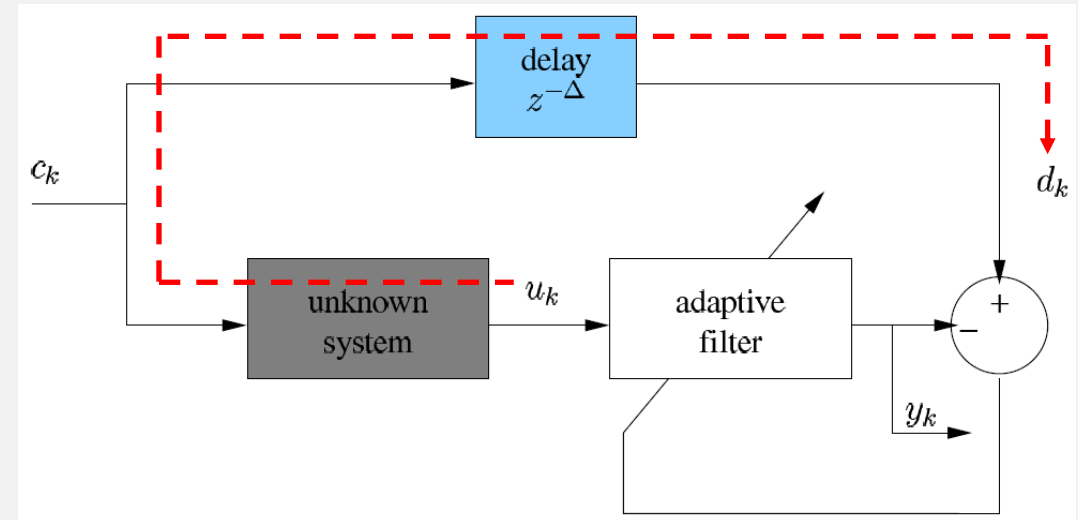 delay
z^{-Δ}
c_k
d_k
unknown
system
u_k
adaptive
filter
+
−
y_k